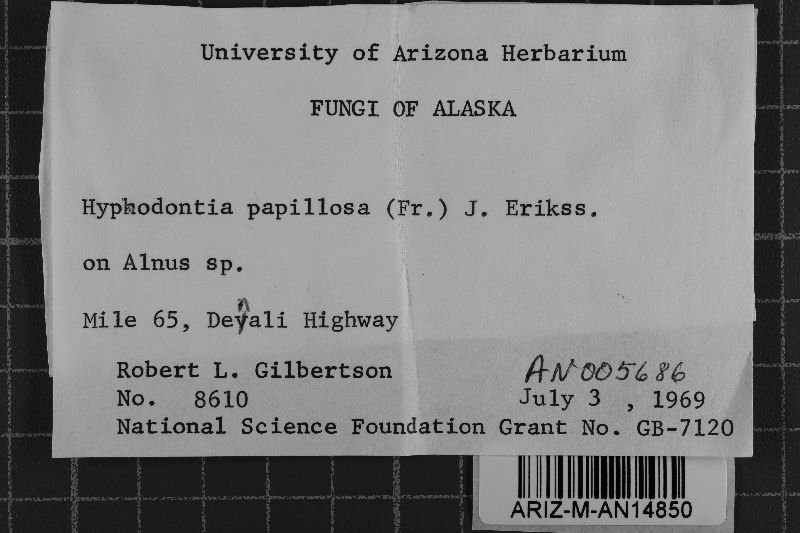 University of Arizona Herbarium
FUNGI OF ALASKA
Hyphodontia papillosa (Fr.) J. Erikss.
on Alnus sp.
Mile 65, Denali Highway
Robert L. Gilbertson
AN005686
No. 8610
July 3 , 1969
National Science Foundation Grant No. GB-7120
ARIZ-M-AN14850